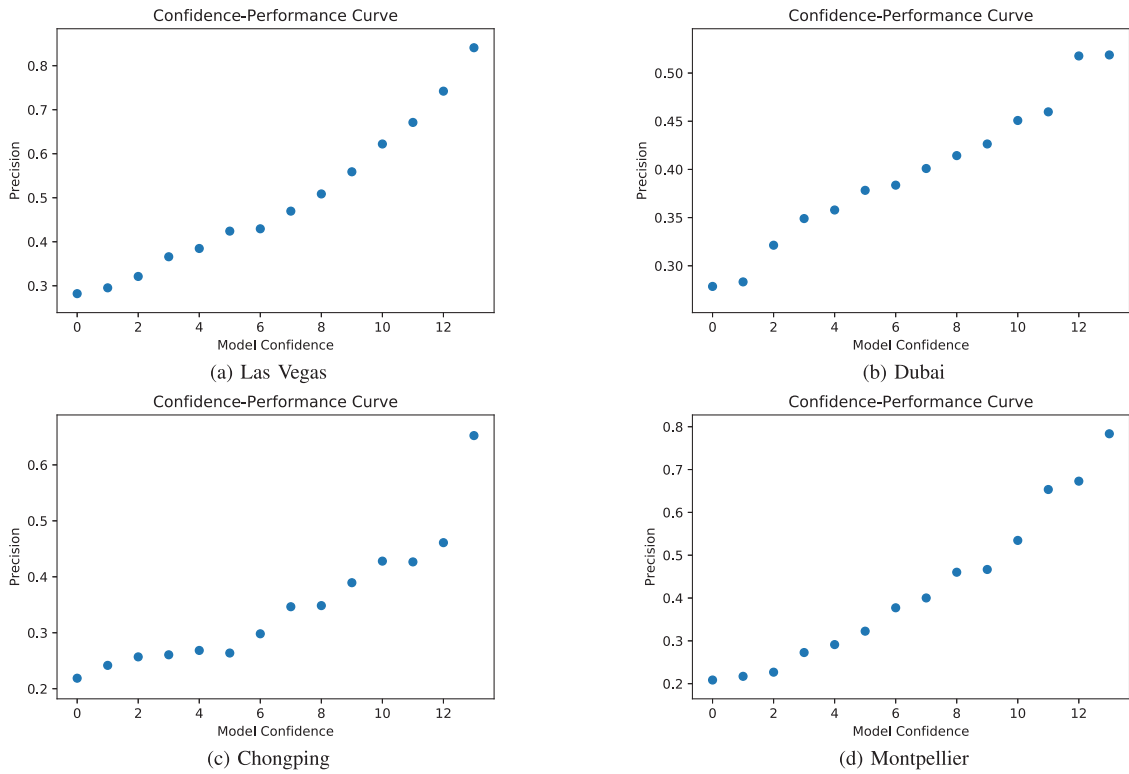 Confidence-Performance Curve
Precision
0.8
0.7
0.6
0.5
0.4
0.3
0 2 4 6 8 10 12
Model Confidence
(a) Las Vegas
Confidence-Performance Curve
Precision
0.50
0.45
0.40
0.35
0.30
0 2 4 6 8 10 12
Model Confidence
(b) Dubai
Confidence-Performance Curve
Precision
0.6
0.5
0.4
0.3
0.2
0 2 4 6 8 10 12
Model Confidence
(c) Chongping
Confidence-Performance Curve
Precision
0.8
0.7
0.6
0.5
0.4
0.3
0.2
0 2 4 6 8 10 12
Model Confidence
(d) Montpellier